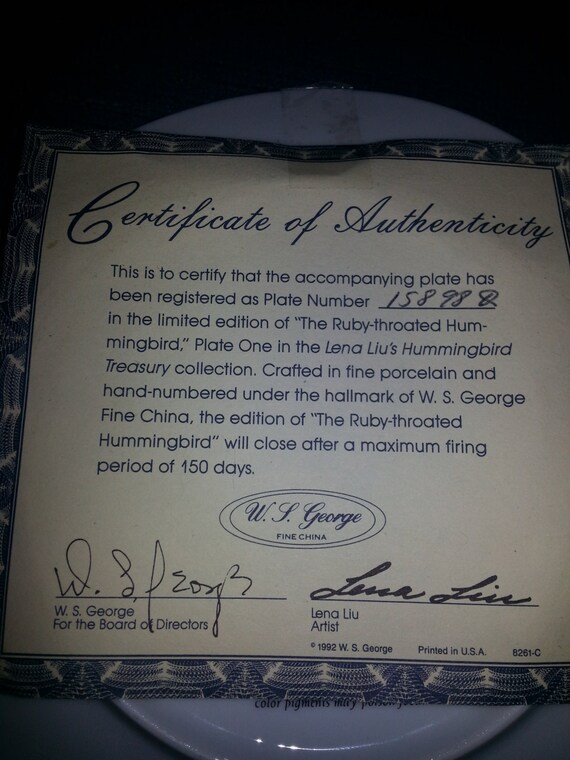 Certificate of Authenticity
This is to certify that the accompanying plate has
been registered as Plate Number 15898
in the limited edition of "The Ruby-throated Hum-
mingbird," Plate One in the Lena Liu's Hummingbird
Treasury collection. Crafted in fine porcelain and
hand-numbered under the hallmark of W. S. George
Fine China, the edition of "The Ruby-throated
Hummingbird" will close after a maximum firing
period of 150 days.
W. S. George
FINE CHINA
W. S. George
Lena Liu
W. S. George
For the Board of Directors
Lena Liu
Artist
© 1992 W. S. George Printed in U.S.A. 8261-C
color pigments may